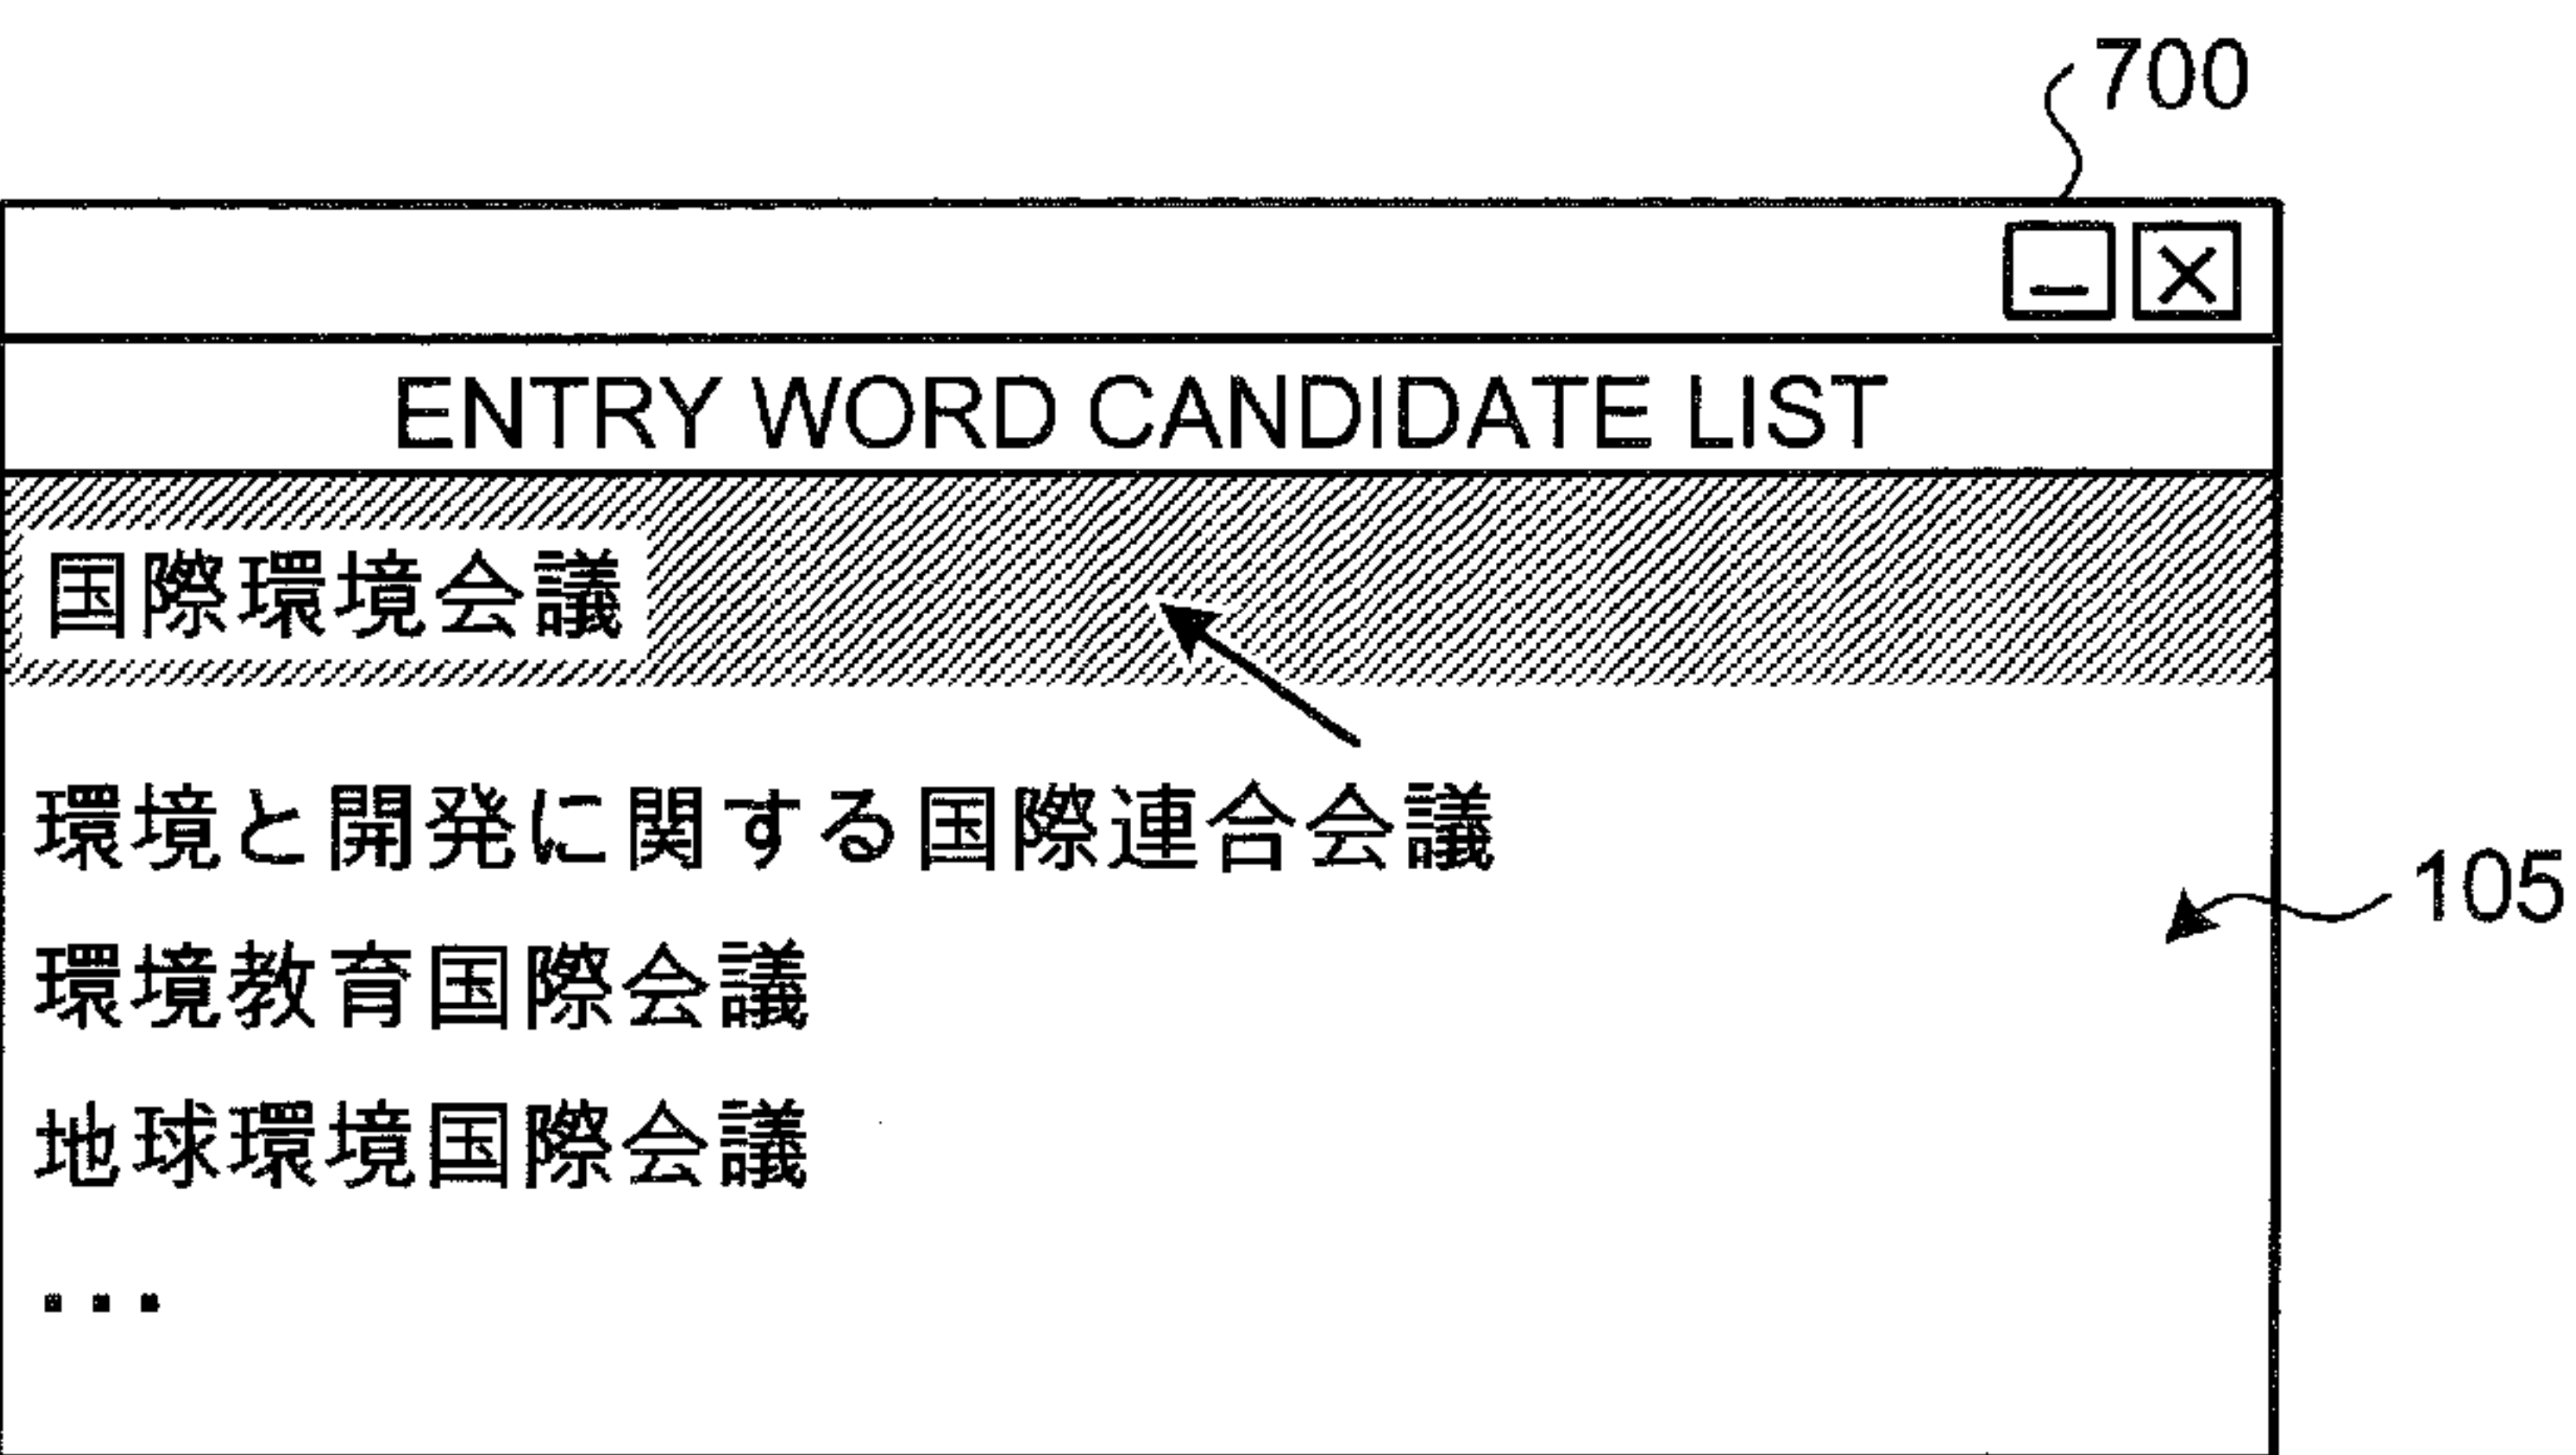 700
ENTRY WORD CANDIDATE LIST
国際環境会議
環境と開発に関する国際連合会議
105
環境教育国際会議
地球環境国際会議
...